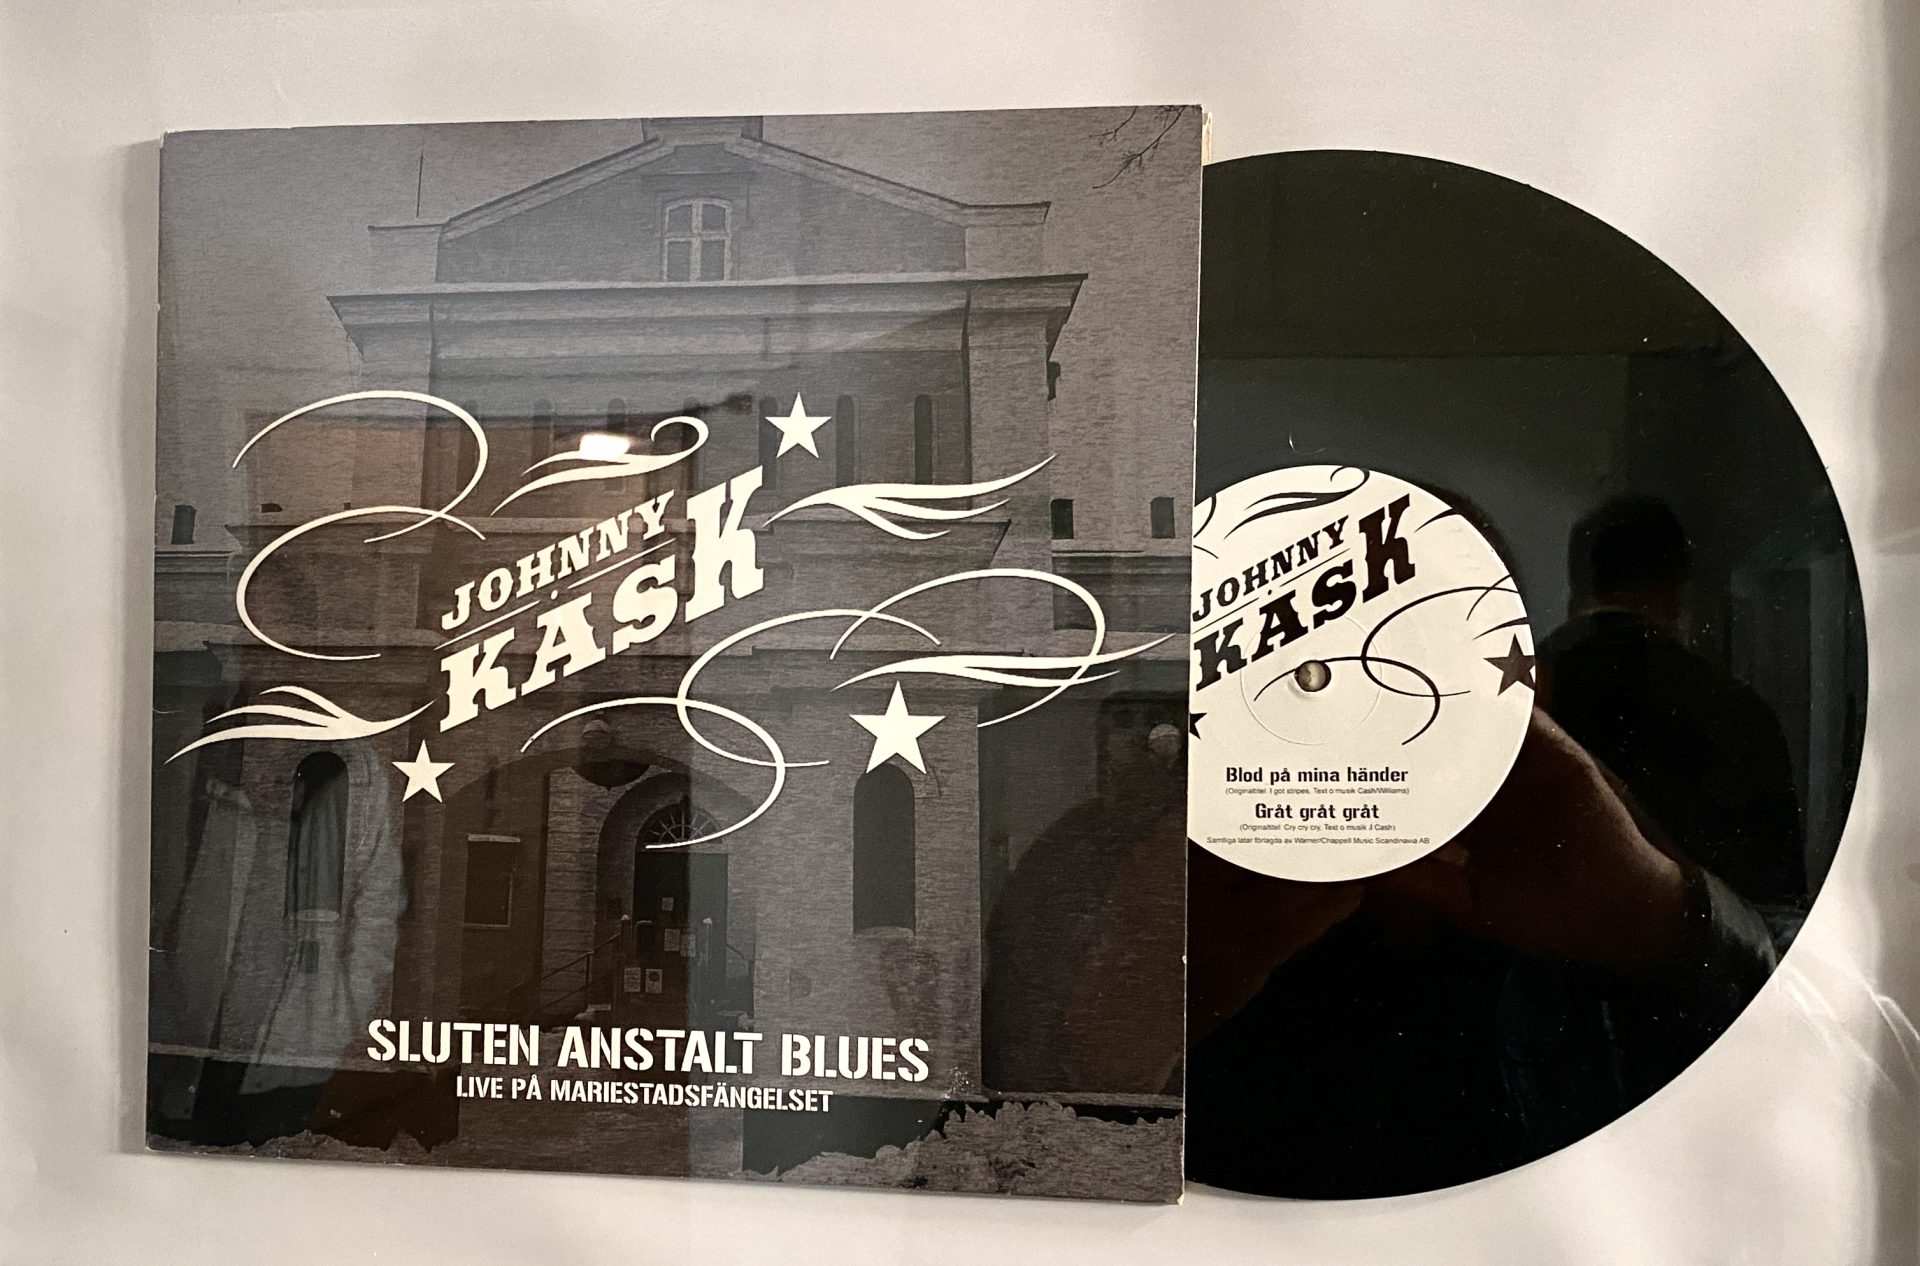 JOHNNY
KASK
SLUTEN ANSTALT BLUES
LIVE PÅ MARIESTADSFÄNGELSET
JOHNNY
KASK
Blod på mina händer
(Originaltitel: I got stripes, Text o musik Cash/Williams)
Gråt gråt gråt
(Originaltitel: Cry cry cry, Text o musik J Cash)
Samtliga låtar förlagda av Warner/Chappell Music Scandinavia AB